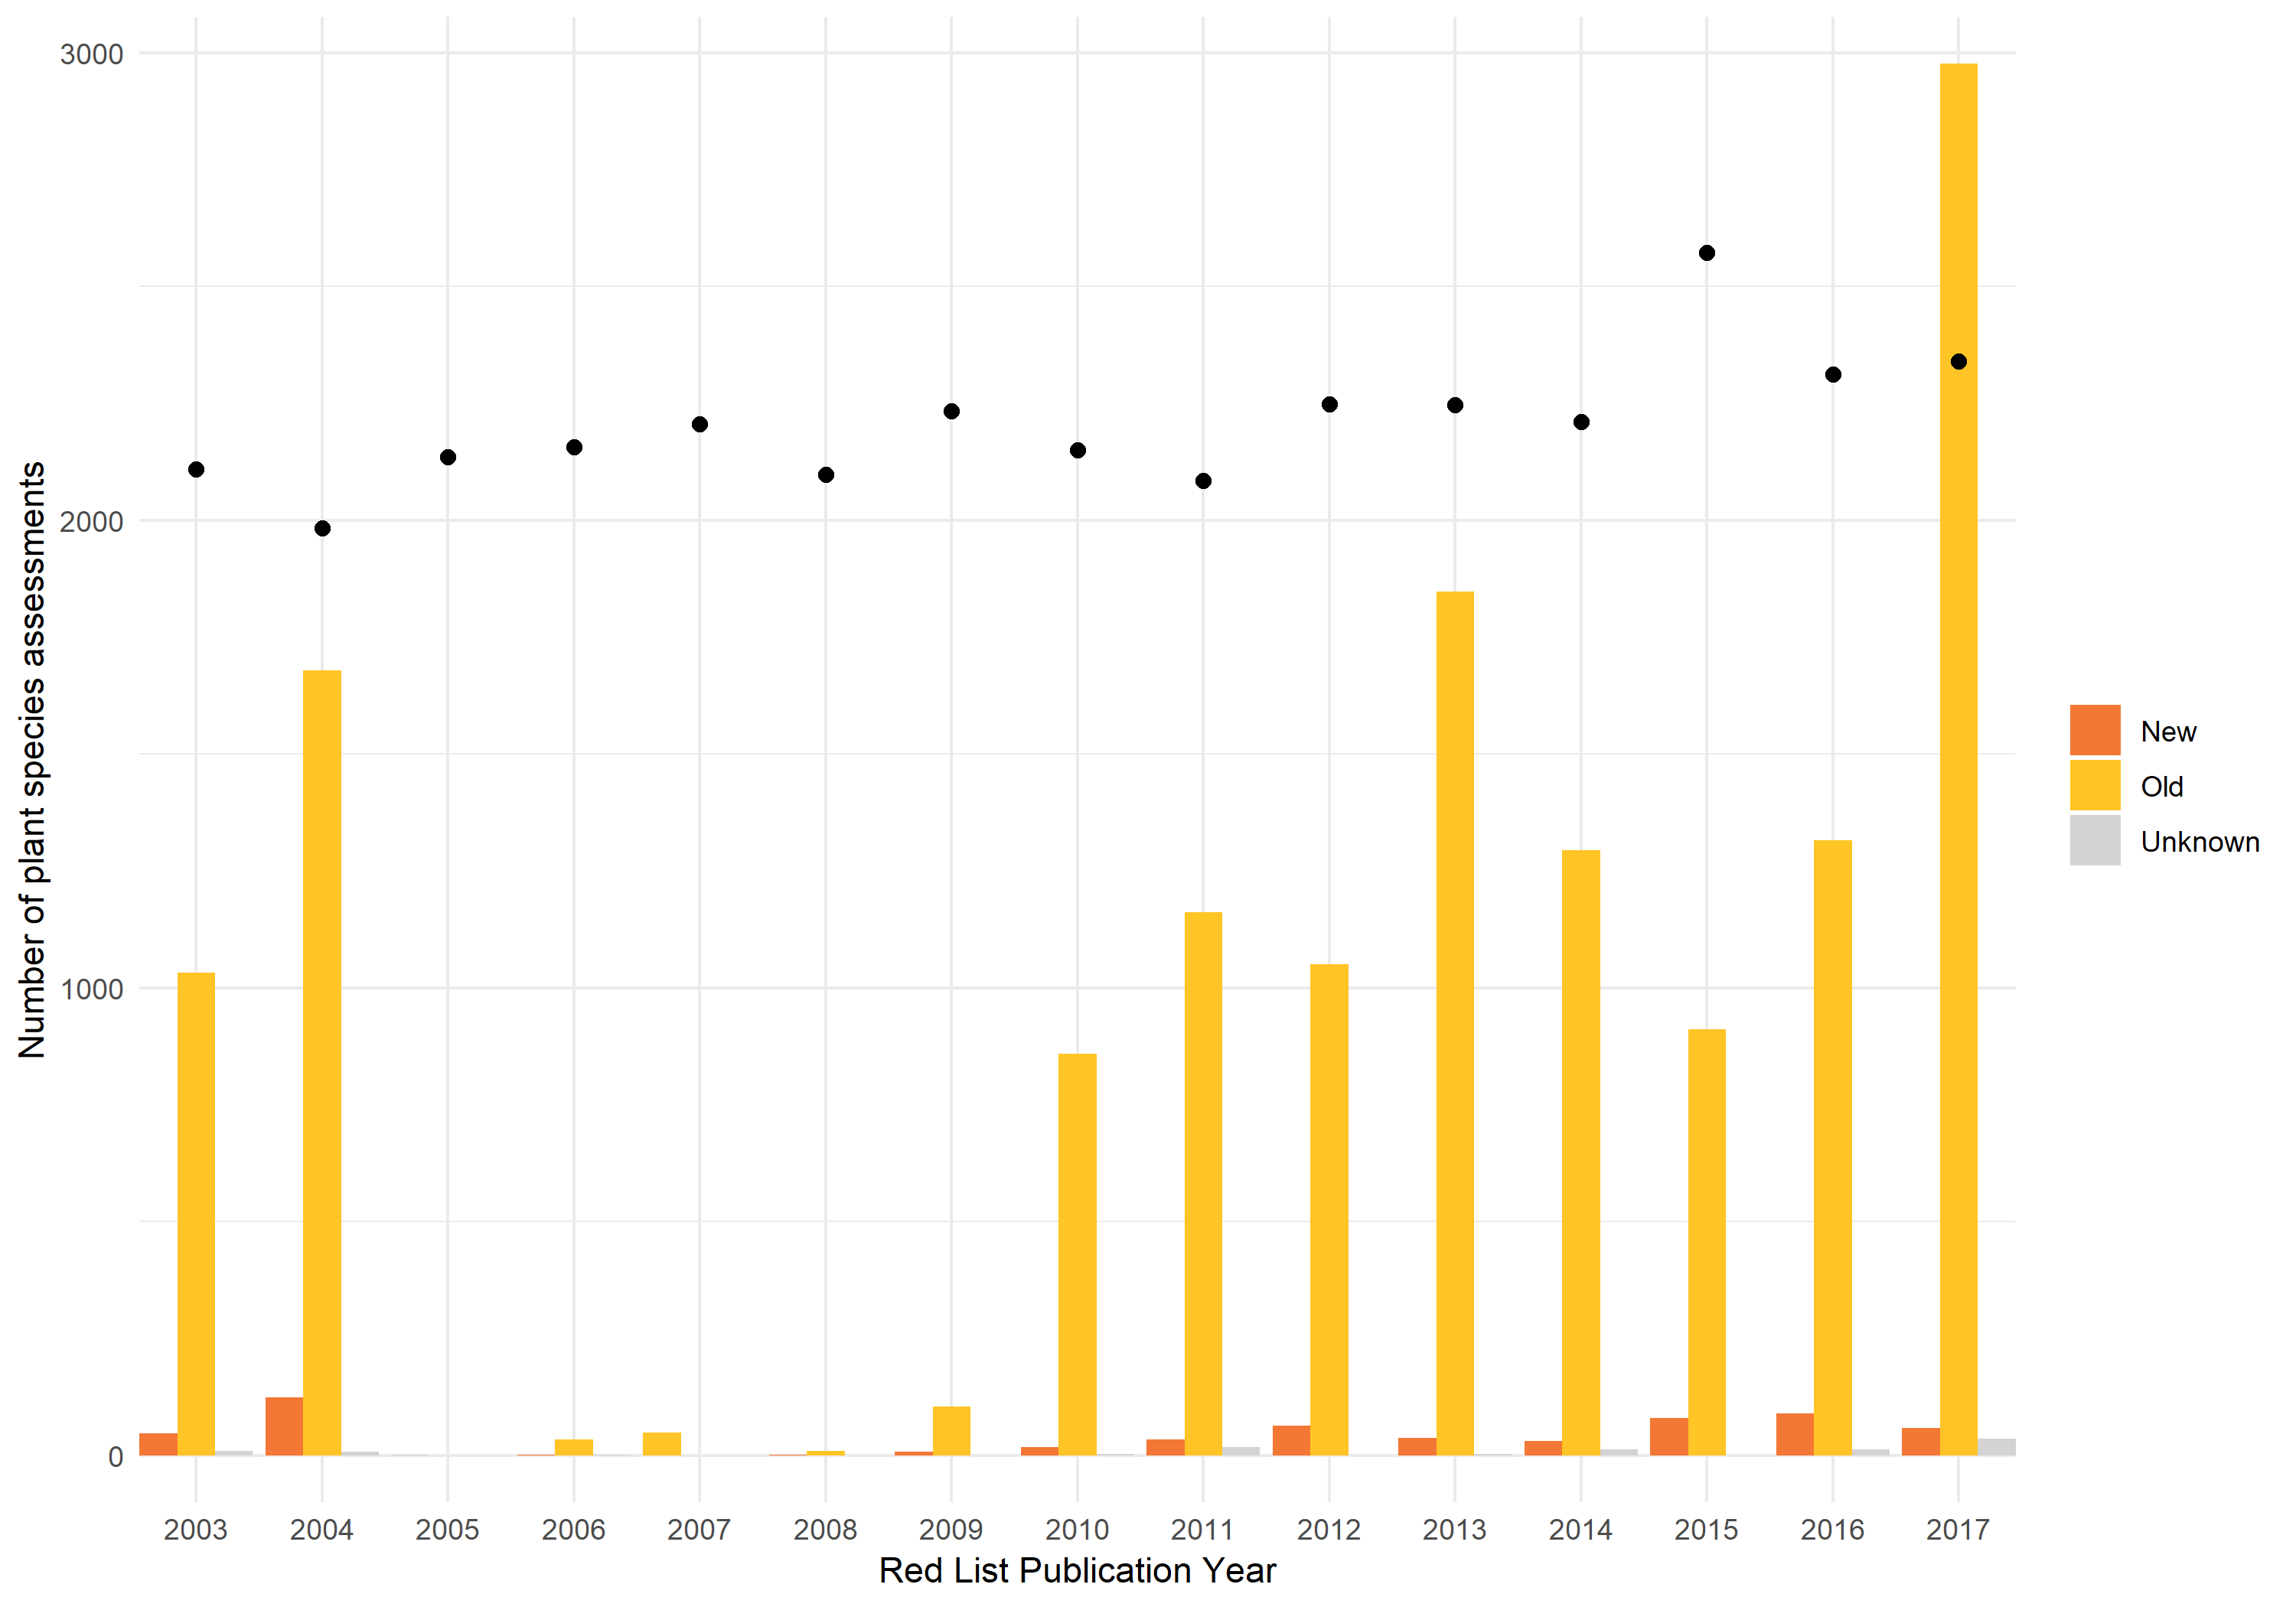 3000
2000
1000
0
Number of plant species assessments
2003 2004 2005 2006 2007 2008 2009 2010 2011 2012 2013 2014 2015 2016 2017
Red List Publication Year
New
Old
Unknown